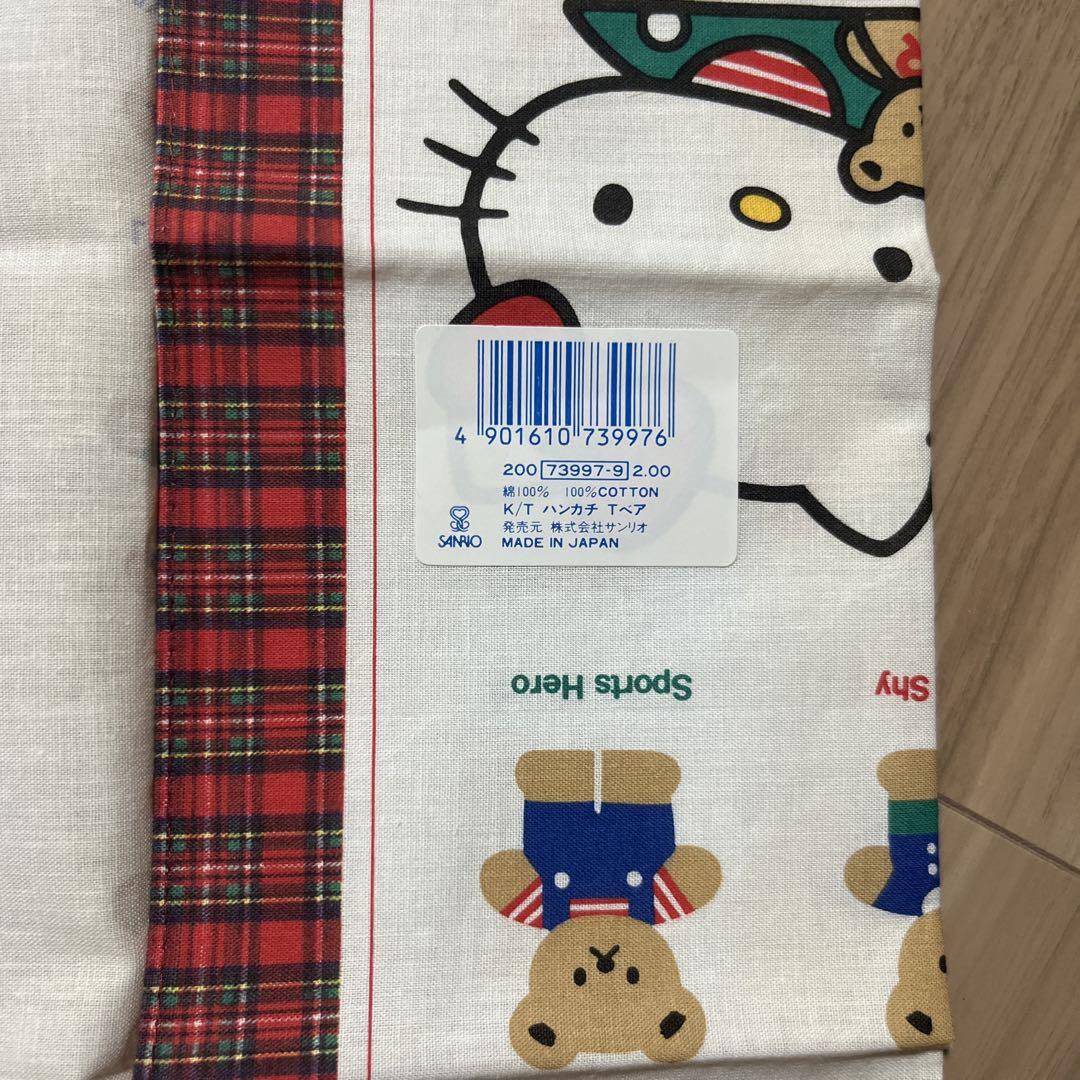 4 901610 739976
200 73997-9 2.00
綿100% 100%COTTON
K/T ハンカチ Tベア
発売元 株式会社サンリオ
SANRIO MADE IN JAPAN
Sports Hero
Shy